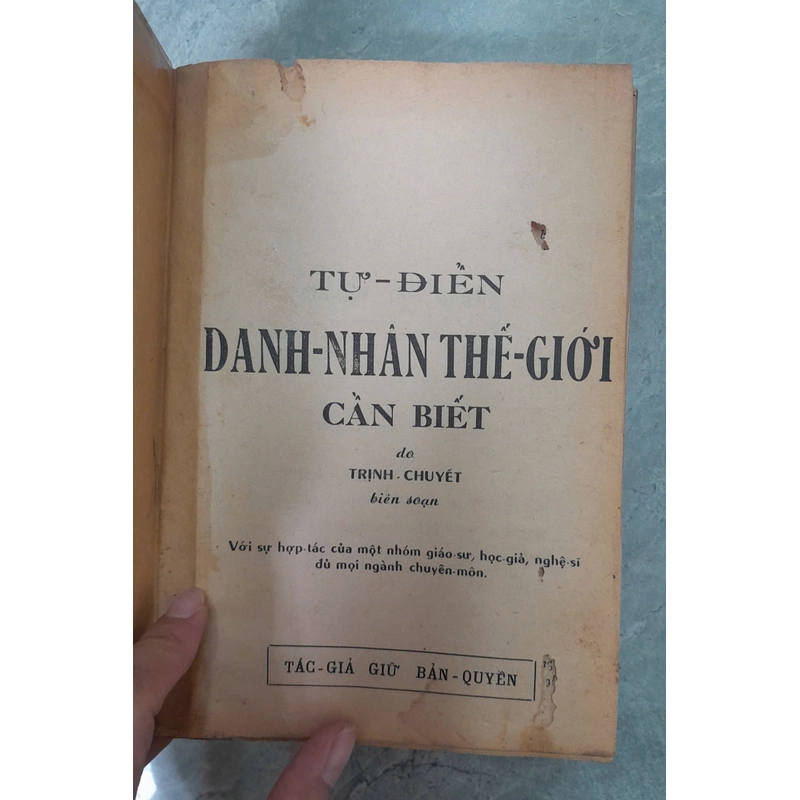 TỰ-ĐIỂN
DANH-NHÂN THẾ-GIỚI
CẦN BIẾT
do
TRỊNH-CHUYẾT
biên soạn
Với sự hợp-tác của một nhóm giáo-sư, học-giả, nghệ-sĩ
đủ mọi ngành chuyên-môn.
TÁC-GIẢ GIỮ BẢN-QUYỀN